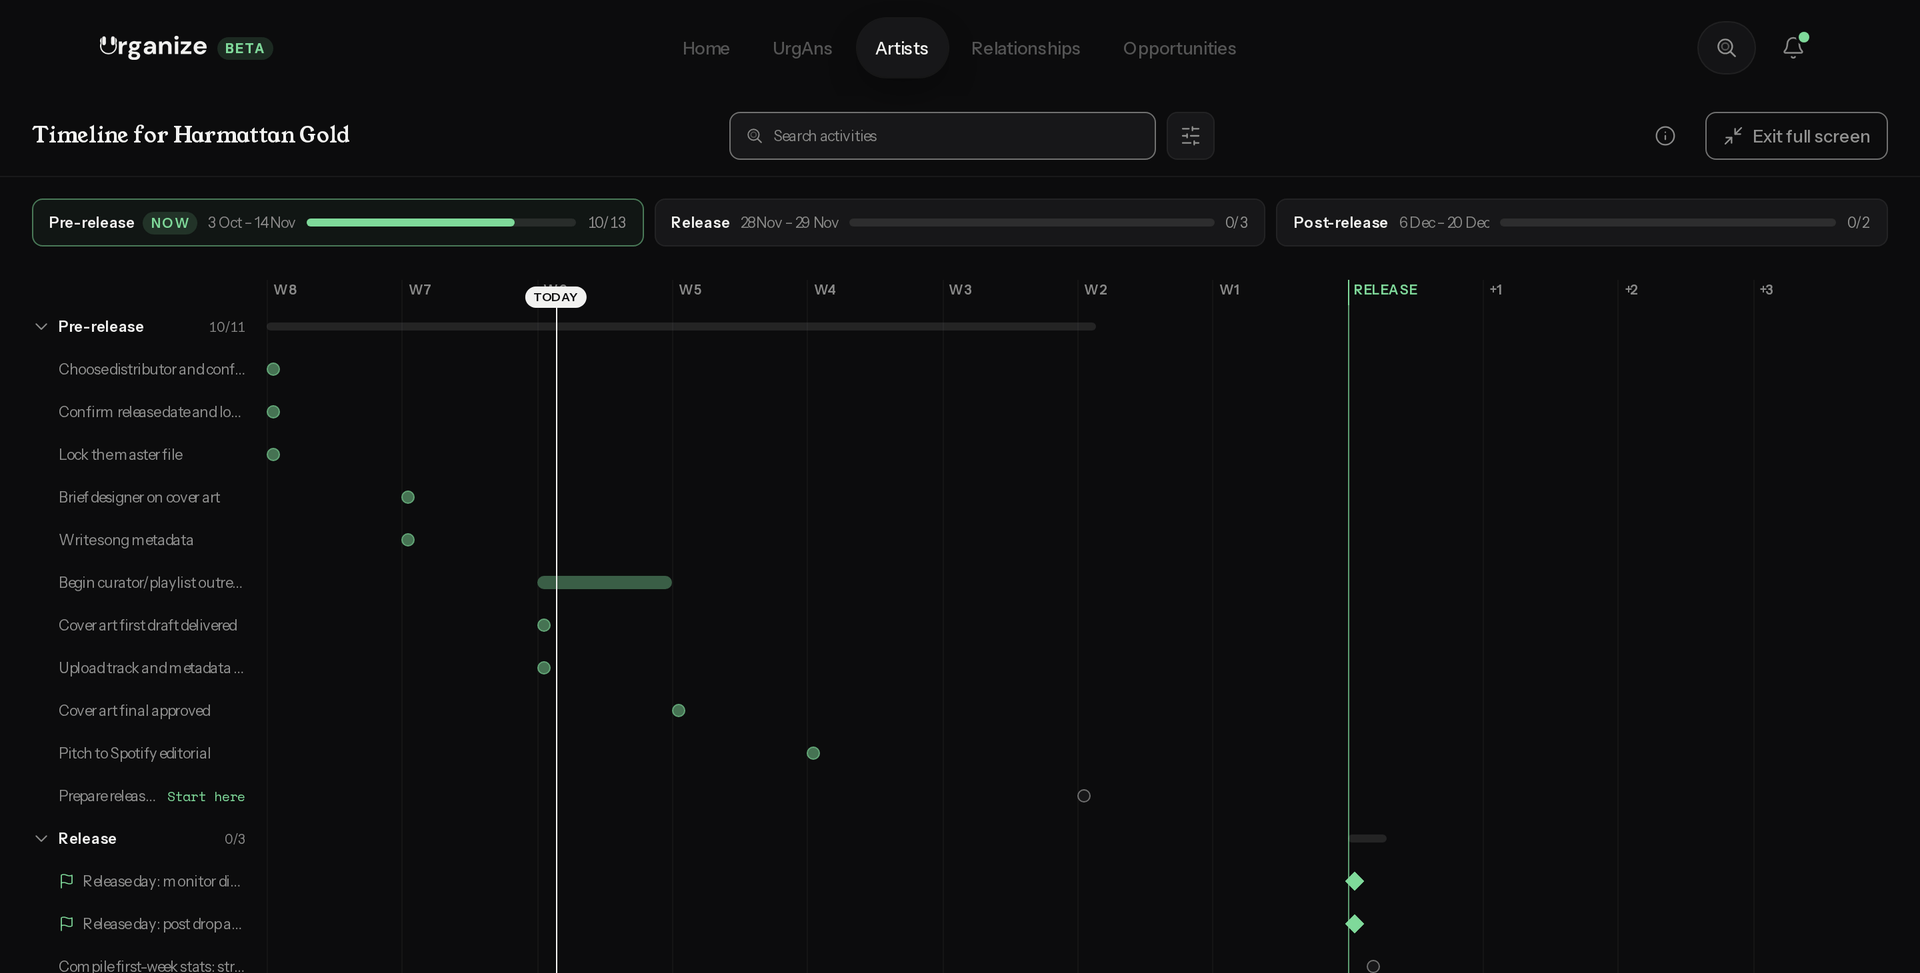 Urganize BETA
Home UrgAns Artists Relationships Opportunities
Timeline for Harmattan Gold
Search activities
Exit full screen
Pre-release NOW 3 Oct – 14 Nov 10/13
Release 28 Nov – 29 Nov 0/3
Post-release 6 Dec – 20 Dec 0/2
W8 W7 TODAY W5 W4 W3 W2 W1 RELEASE +1 +2 +3
Pre-release 10/11
Choose distributor and conf...
Confirm release date and lo...
Lock the master file
Brief designer on cover art
Write song metadata
Begin curator/playlist outre...
Cover art first draft delivered
Upload track and metadata ...
Cover art final approved
Pitch to Spotify editorial
Prepare releas... Start here
Release 0/3
Release day: monitor di...
Release day: post drop a...
Compile first-week stats: str...